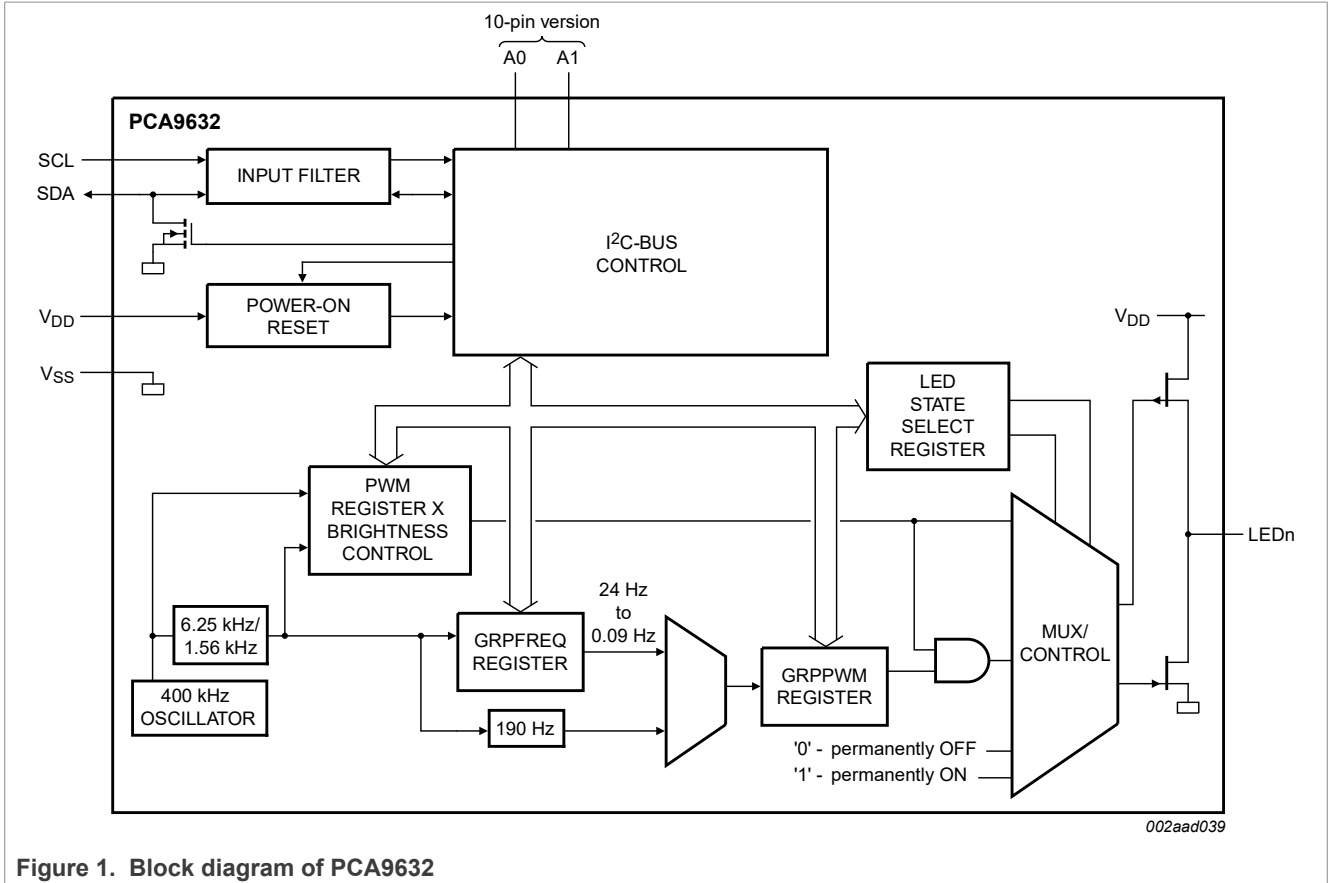 10-pin version
A0 A1
PCA9632
SCL
INPUT FILTER
SDA
I²C-BUS
CONTROL
POWER-ON
RESET
VDD
VDD
VSS
LED
STATE
SELECT
REGISTER
PWM
REGISTER X
BRIGHTNESS
CONTROL
LEDn
24 Hz
to
0.09 Hz
6.25 kHz/
1.56 kHz
GRPFREQ
REGISTER
MUX/
CONTROL
GRPPWM
REGISTER
400 kHz
OSCILLATOR
190 Hz
'0' - permanently OFF
'1' - permanently ON
002aad039
Figure 1. Block diagram of PCA9632